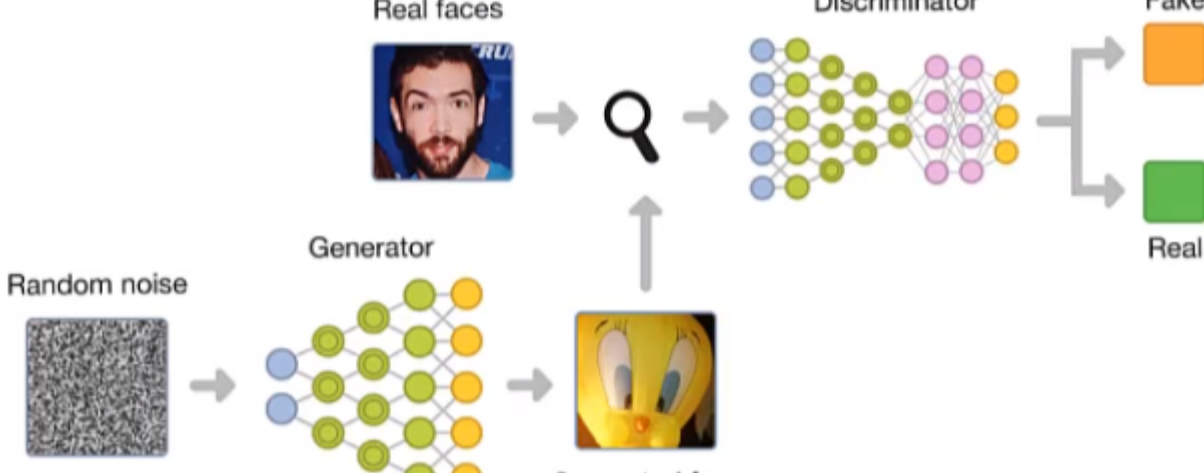 Real faces
Discriminator
Fake
Generator
Random noise
Real